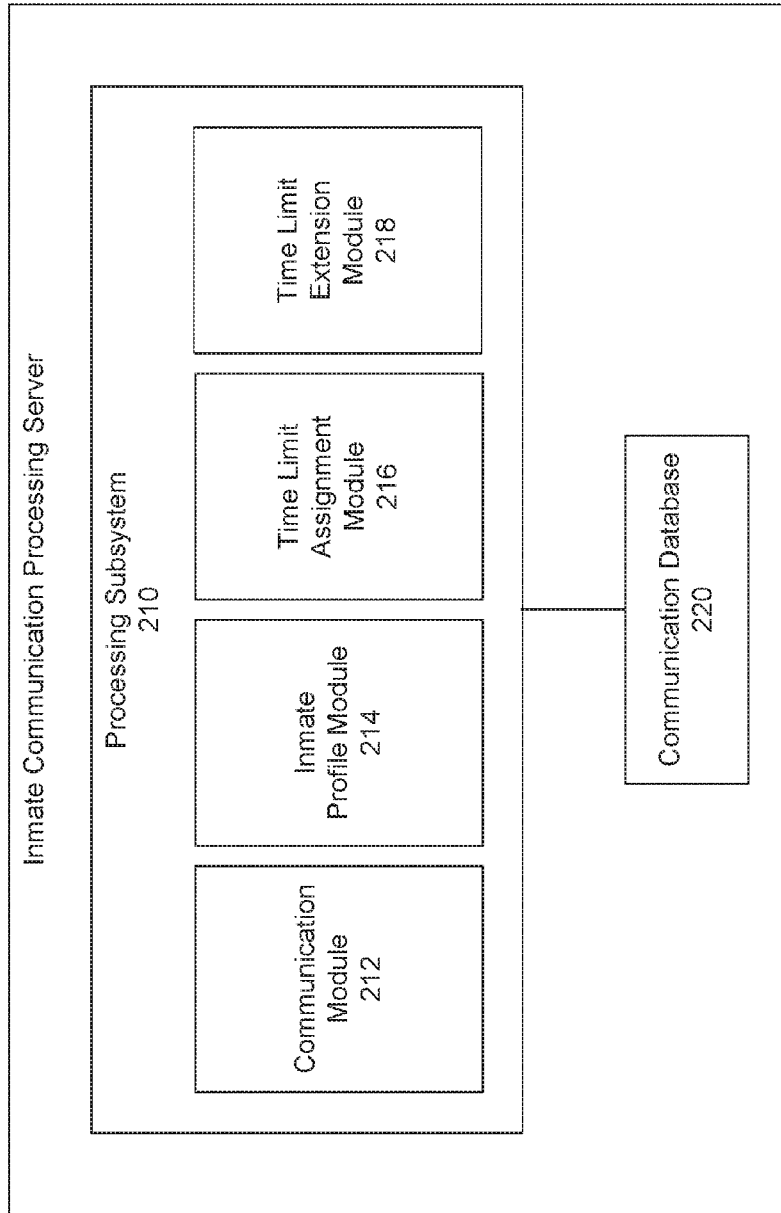 Inmate Communication Processing Server
Processing Subsystem
210
Communication
Module
212
Inmate
Profile Module
214
Time Limit
Assignment
Module
216
Time Limit
Extension
Module
218
Communication Database
220